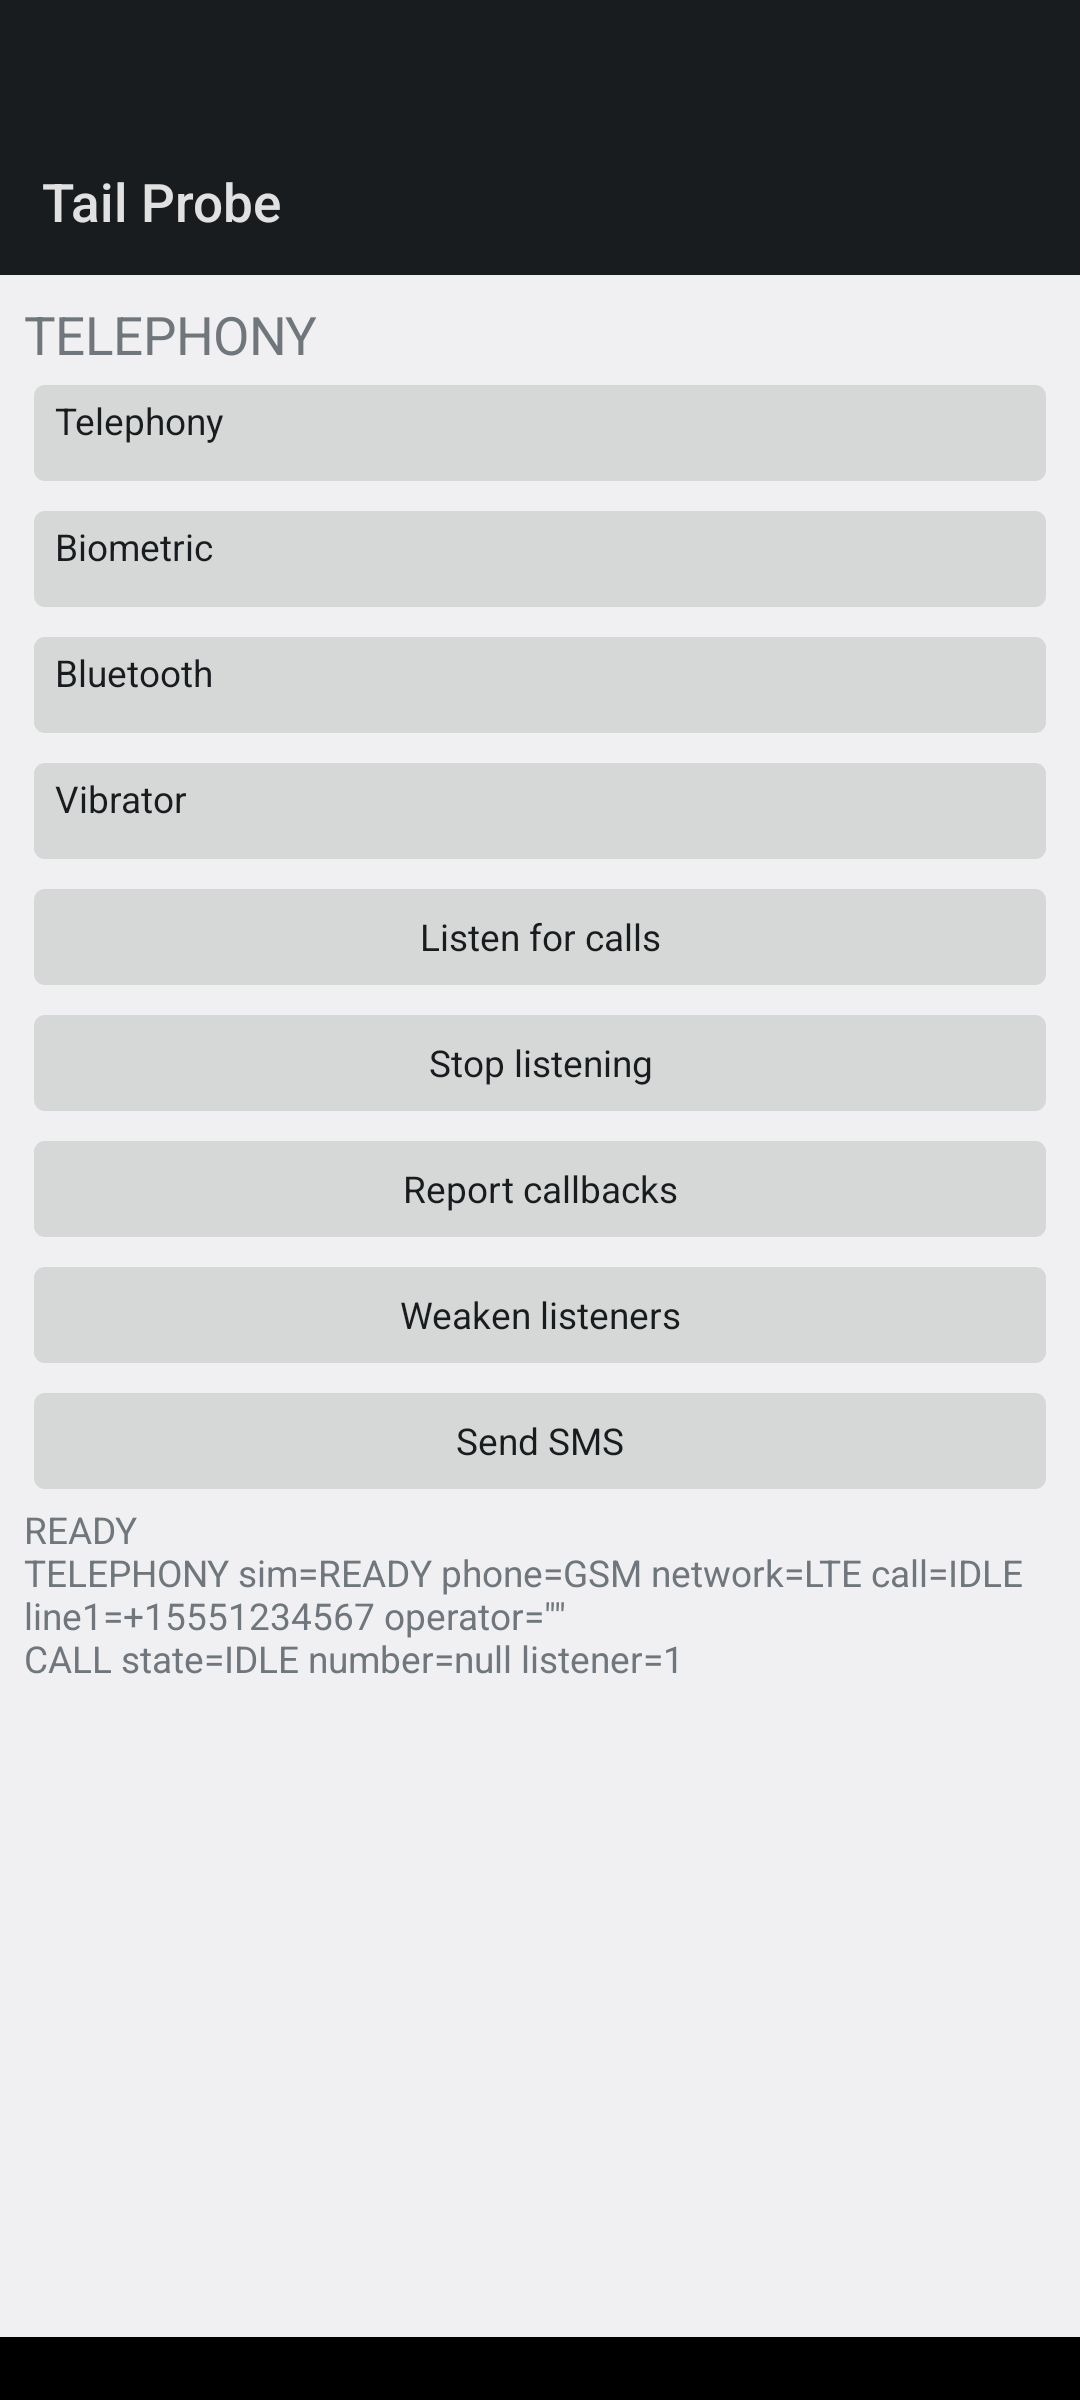 Tail Probe
TELEPHONY
Telephony
Biometric
Bluetooth
Vibrator
Listen for calls
Stop listening
Report callbacks
Weaken listeners
Send SMS
READY
TELEPHONY sim=READY phone=GSM network=LTE call=IDLE
line1=+15551234567 operator=""
CALL state=IDLE number=null listener=1